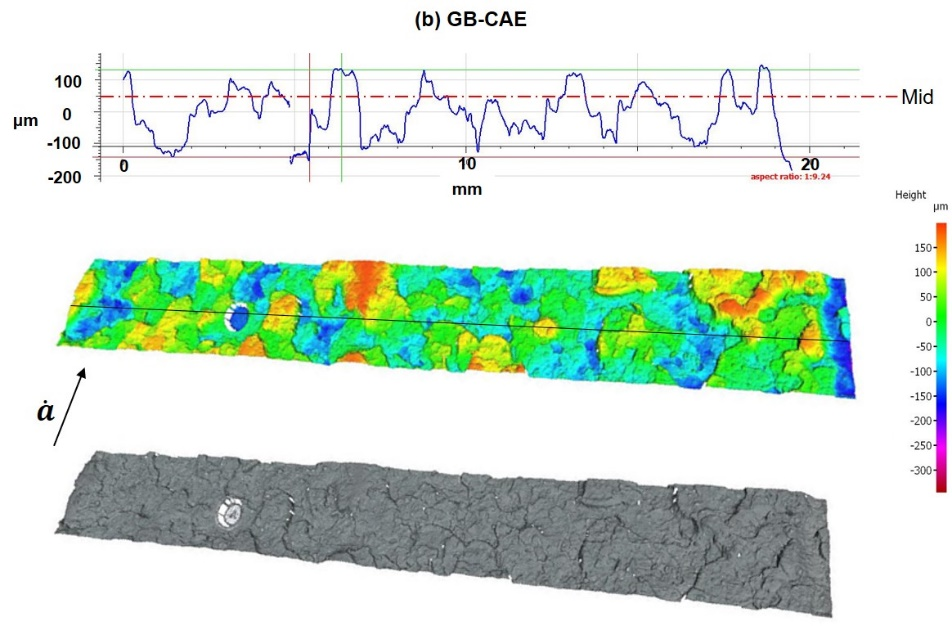 (b) GB-CAE
100
0
-100
-200
μm
Mid
0
10
20
mm
aspect ratio: 1:9.24
Height
μm
150
100
50
0
-50
-100
-150
-200
-250
-300
ȧ